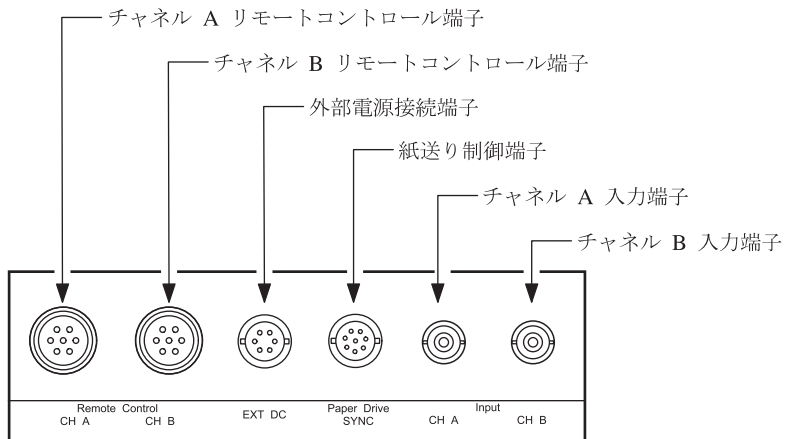 チャネル A リモートコントロール端子
チャネル B リモートコントロール端子
外部電源接続端子
紙送り制御端子
チャネル A 入力端子
チャネル B 入力端子
Remote Control
CH A
CH B
EXT DC
Paper Drive
SYNC
Input
CH A
CH B